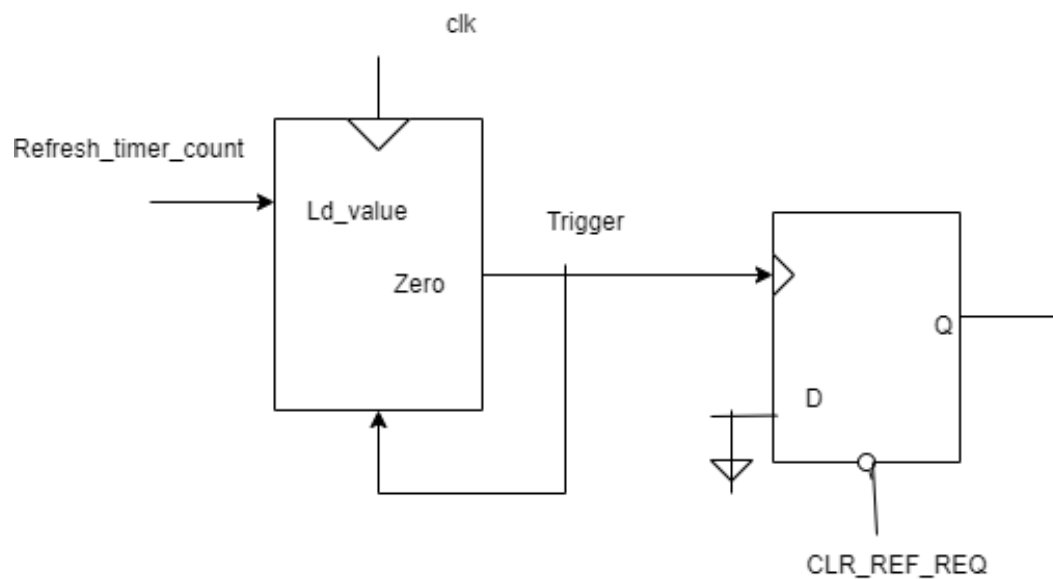 clk
Refresh_timer_count
Ld_value
Trigger
Zero
Q
D
CLR_REF_REQ